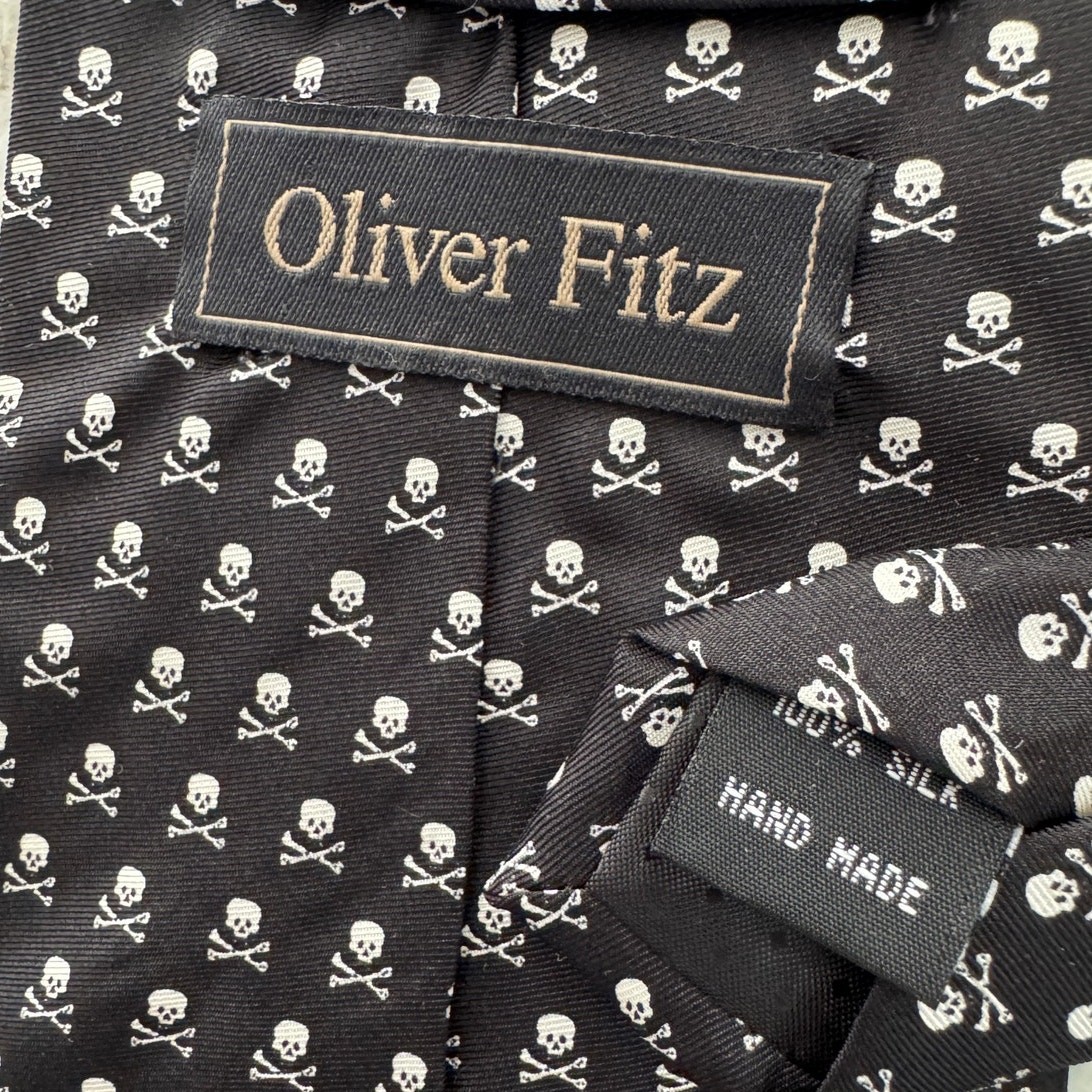 Oliver Fitz
100% SILK
HAND MADE